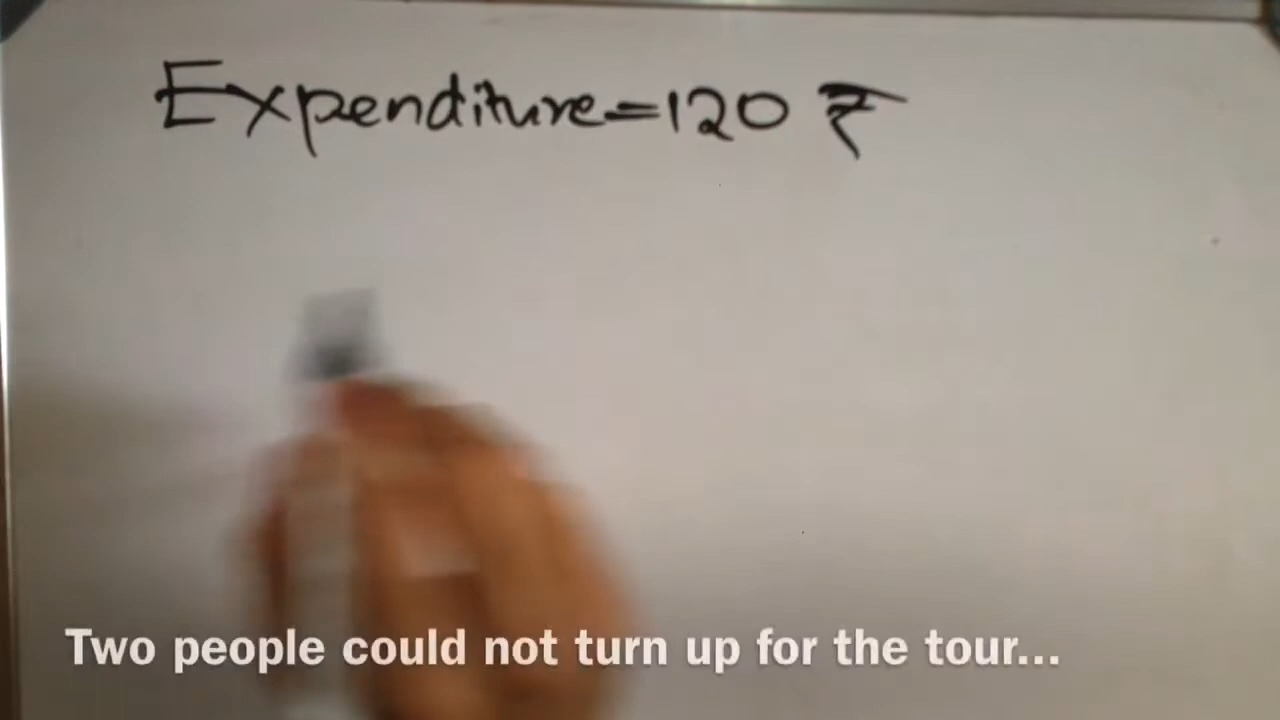 Expenditure=120 ₹
Two people could not turn up for the tour...